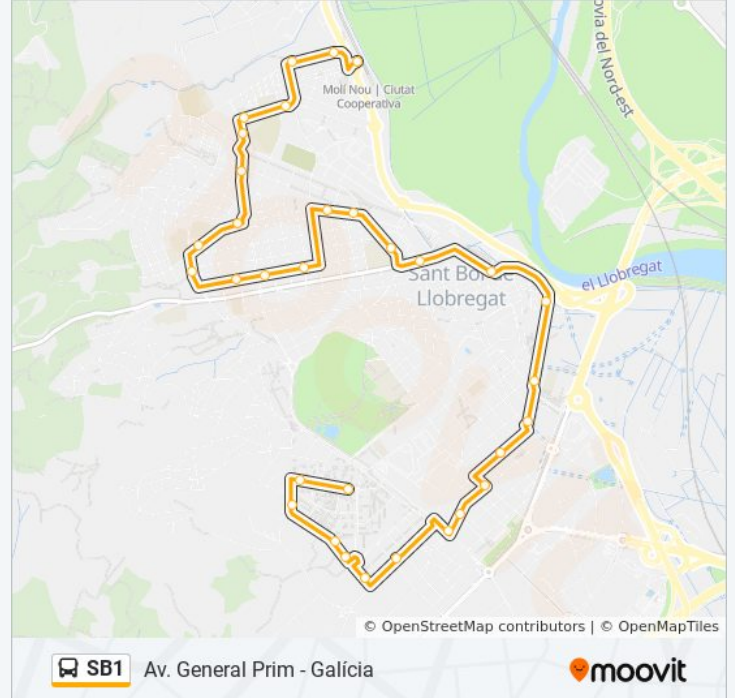 ovia del Nord-est
Molí Nou | Ciutat
Cooperativa
el Llobregat
Sant Boi de
Llobregat
© OpenStreetMap contributors | © OpenMapTiles
SB1 Av. General Prim - Galícia
moovit